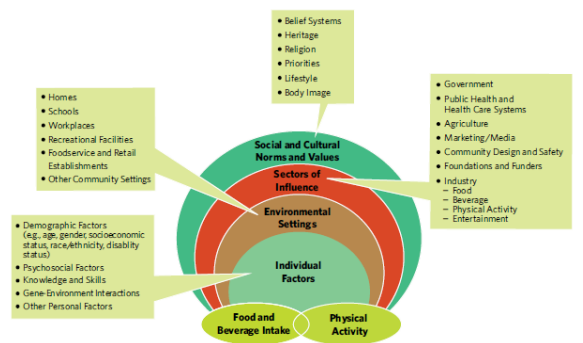 • Belief Systems
• Heritage
• Religion
• Priorities
• Lifestyle
• Body Image
• Homes
• Schools
• Workplaces
• Recreational Facilities
• Foodservice and Retail
Establishments
• Other Community Settings
• Government
• Public Health and
Health Care Systems
• Agriculture
• Marketing/Media
• Community Design and Safety
• Foundations and Funders
• Industry
– Food
– Beverage
– Physical Activity
– Entertainment
Social and Cultural
Norms and Values
Sectors of
Influence
Environmental
Settings
• Demographic Factors
(e.g., age, gender, socioeconomic
status, race/ethnicity, disablity
status)
• Psychosocial Factors
• Knowledge and Skills
• Gene-Environment Interactions
• Other Personal Factors
Individual
Factors
Food and
Beverage Intake
Physical
Activity